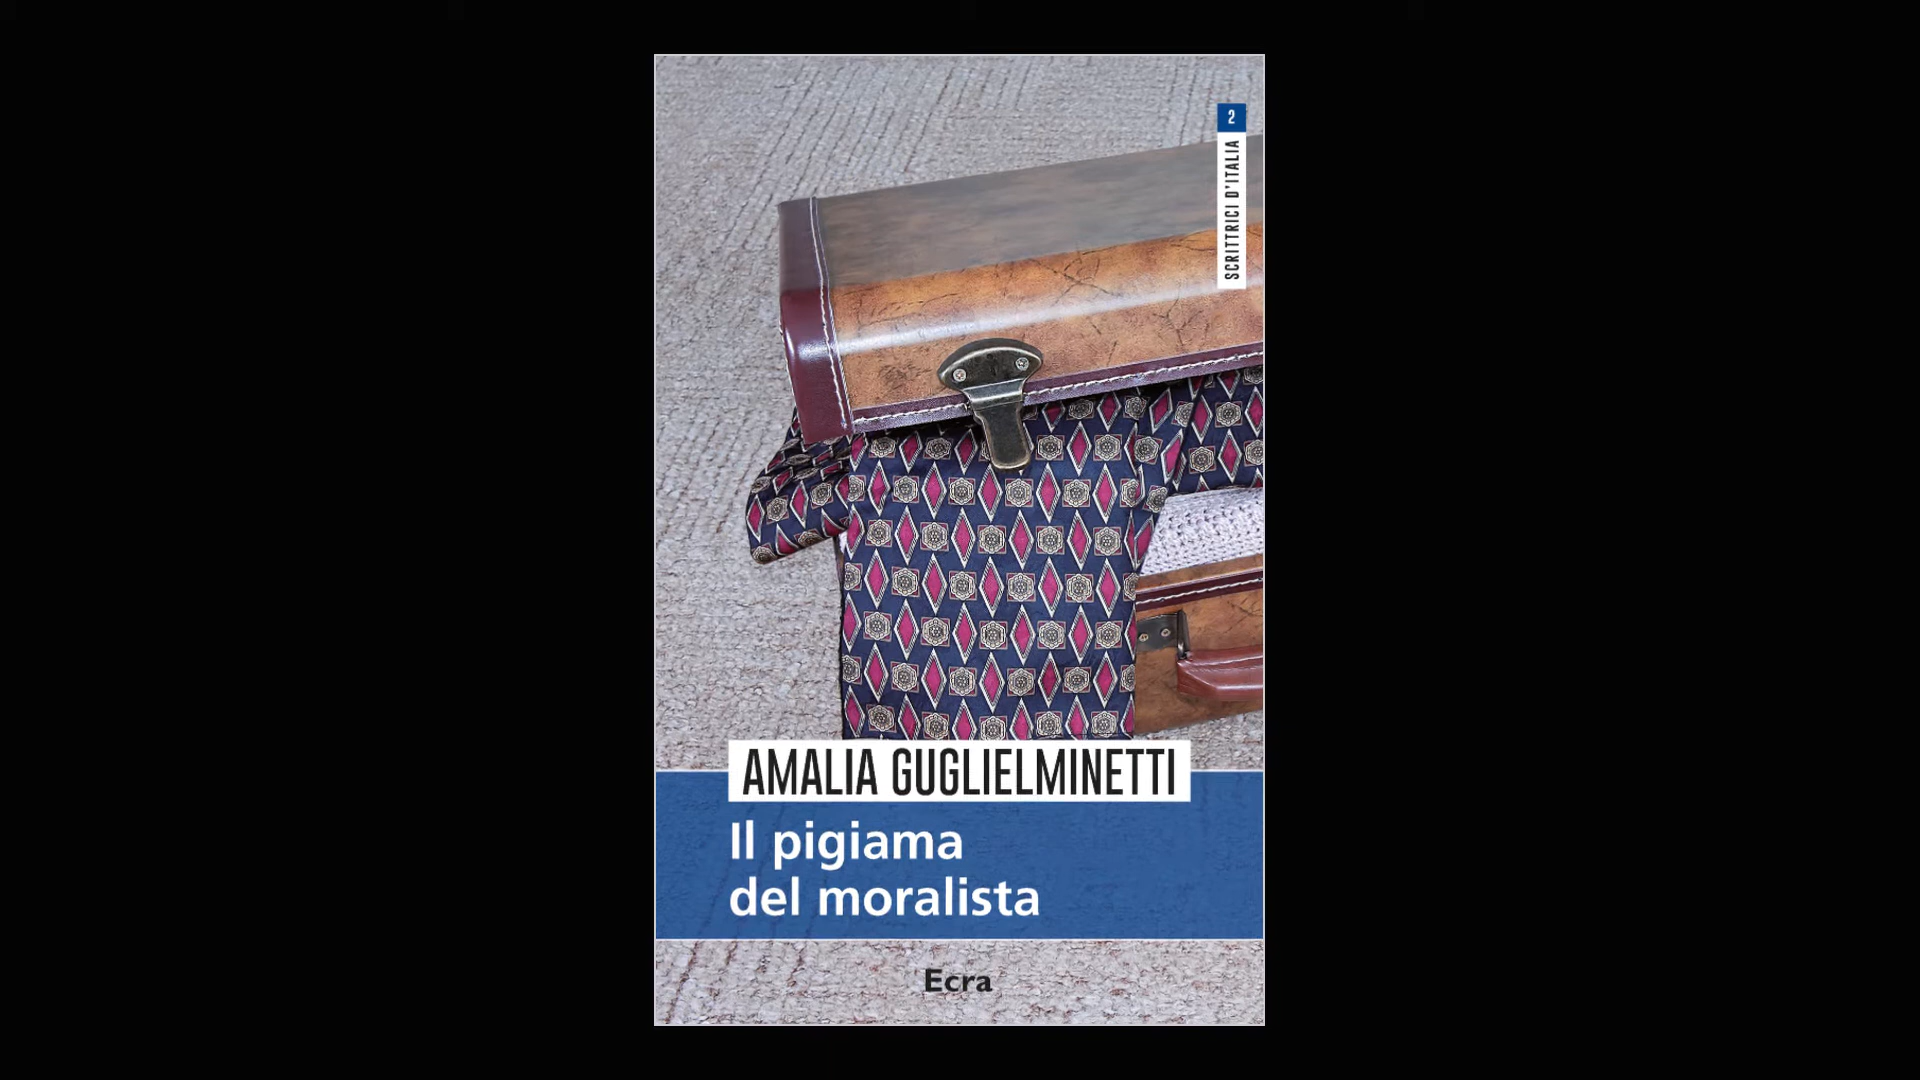 2
SCRITTRICI D'ITALIA
AMALIA GUGLIELMINETTI
Il pigiama
del moralista
Ecra